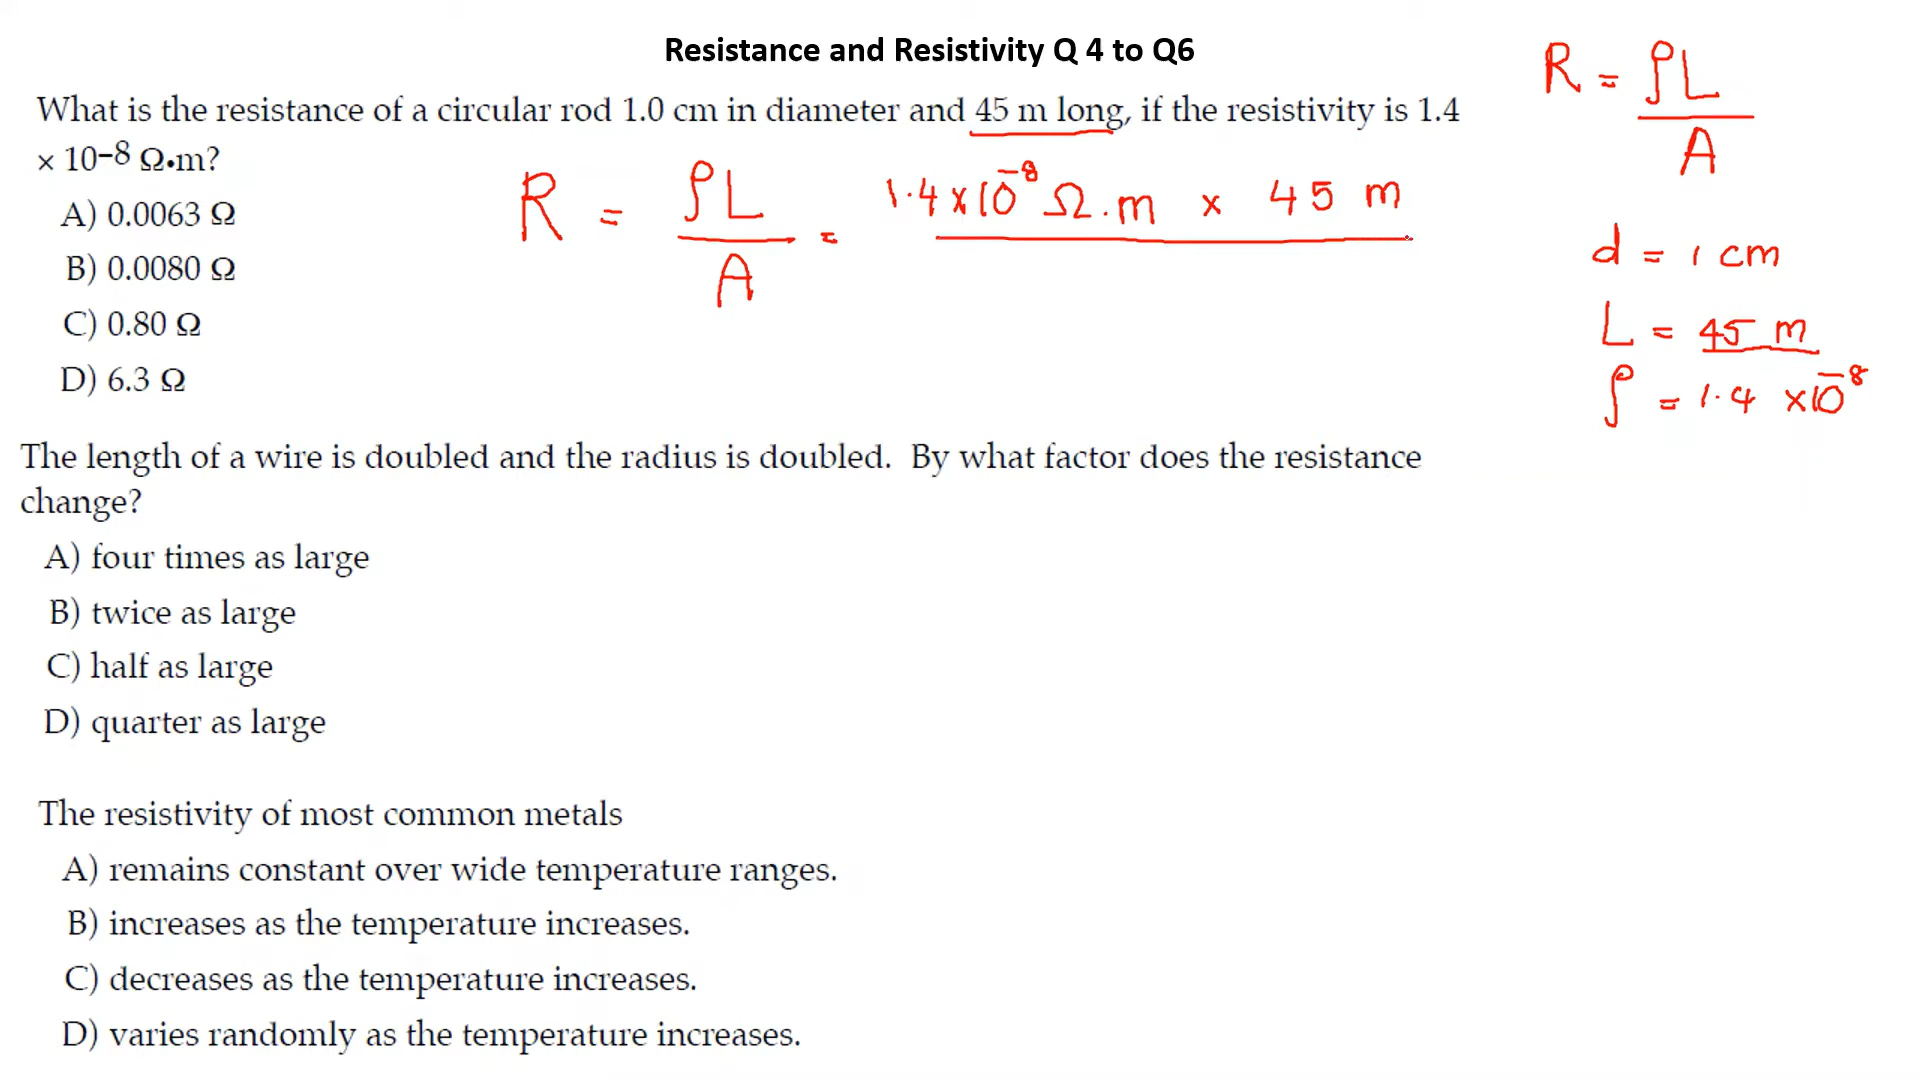 Resistance and Resistivity Q 4 to Q6
What is the resistance of a circular rod 1.0 cm in diameter and 45 m long, if the resistivity is 1.4
× 10−8 Ω•m?
A) 0.0063 Ω
B) 0.0080 Ω
C) 0.80 Ω
D) 6.3 Ω
R = ρL / A = 1.4×10⁻⁸ Ω.m × 45 m
R = ρL / A
d = 1 cm
L = 45 m
ρ = 1.4 ×10⁻⁸
The length of a wire is doubled and the radius is doubled. By what factor does the resistance
change?
A) four times as large
B) twice as large
C) half as large
D) quarter as large
The resistivity of most common metals
A) remains constant over wide temperature ranges.
B) increases as the temperature increases.
C) decreases as the temperature increases.
D) varies randomly as the temperature increases.